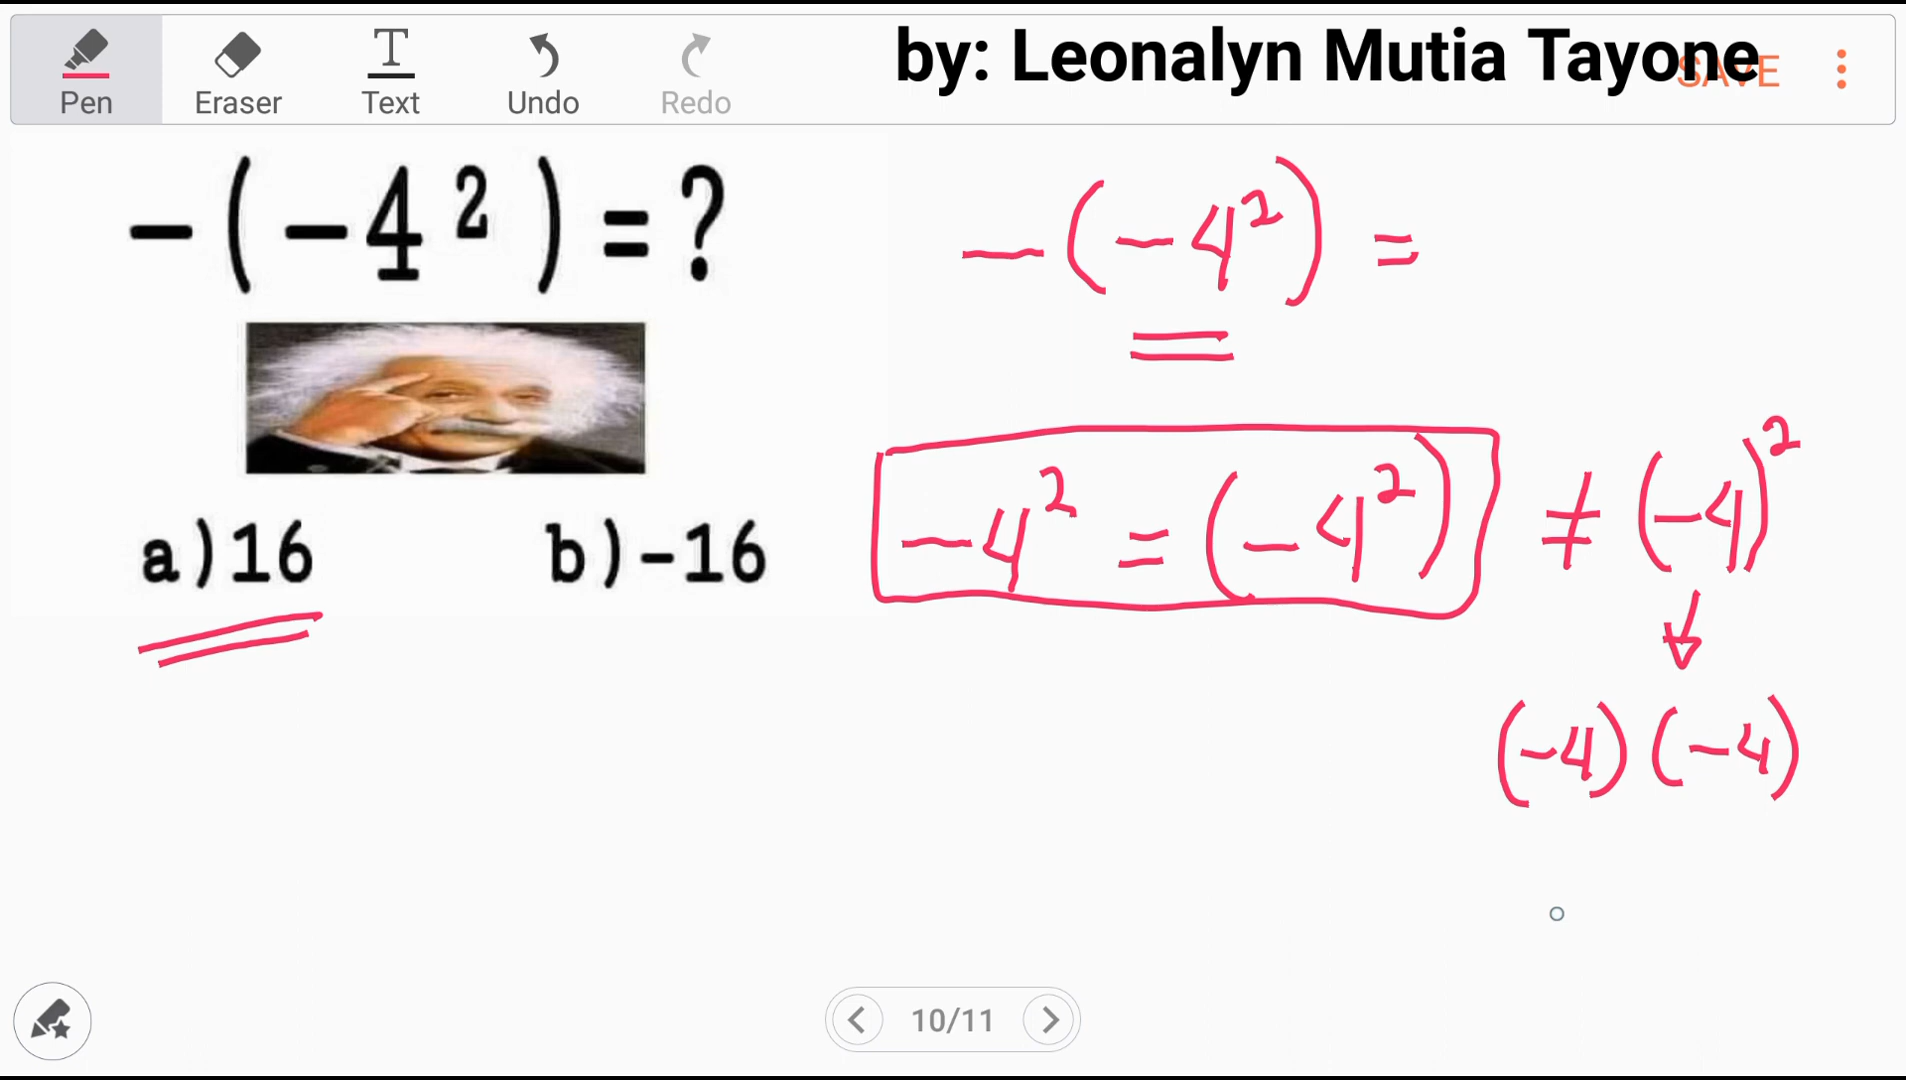 by: Leonalyn Mutia Tayone
Pen Eraser Text Undo Redo SAVE
-(-4²)=?
a)16 b)-16
-(-4²) =
-4² = (-4²) ≠ (-4)²
(-4)(-4)
10/11